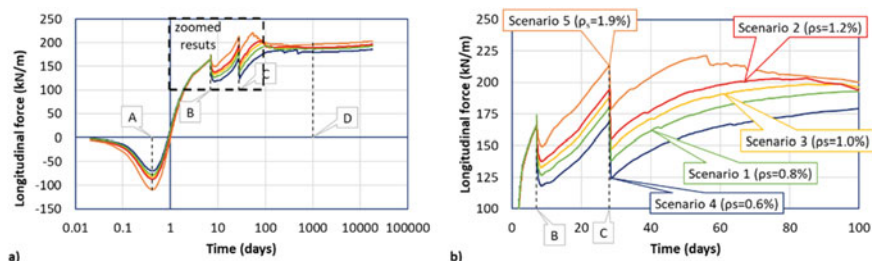 250
200
150
100
50
0
-50
-100
-150
Longitudinal force (kN/m)
zoomed
resuts
A
B
C
D
0.01 0.1 1 10 100 1000 10000 100000
Time (days)
a)
250
225
200
175
150
125
100
Longitudinal force (kN/m)
Scenario 5 (ρs=1.9%)
Scenario 2 (ρs=1.2%)
Scenario 3 (ρs=1.0%)
Scenario 1 (ρs=0.8%)
Scenario 4 (ρs=0.6%)
0 20 40 60 80 100
B
C
Time (days)
b)